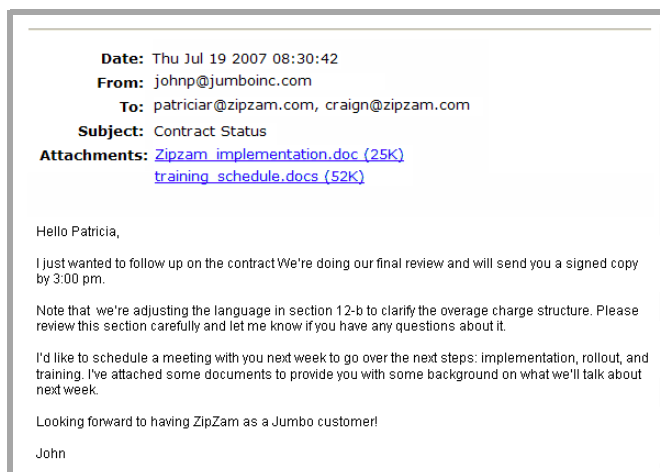 Date: Thu Jul 19 2007 08:30:42
From: johnp@jumboinc.com
To: patriciar@zipzam.com, craign@zipzam.com
Subject: Contract Status
Attachments: Zipzam_implementation.doc (25K)
training_schedule.docs (52K)
Hello Patricia,
I just wanted to follow up on the contract We're doing our final review and will send you a signed copy
by 3:00 pm.
Note that we're adjusting the language in section 12-b to clarify the overage charge structure. Please
review this section carefully and let me know if you have any questions about it.
I'd like to schedule a meeting with you next week to go over the next steps: implementation, rollout, and
training. I've attached some documents to provide you with some background on what we'll talk about
next week.
Looking forward to having ZipZam as a Jumbo customer!
John